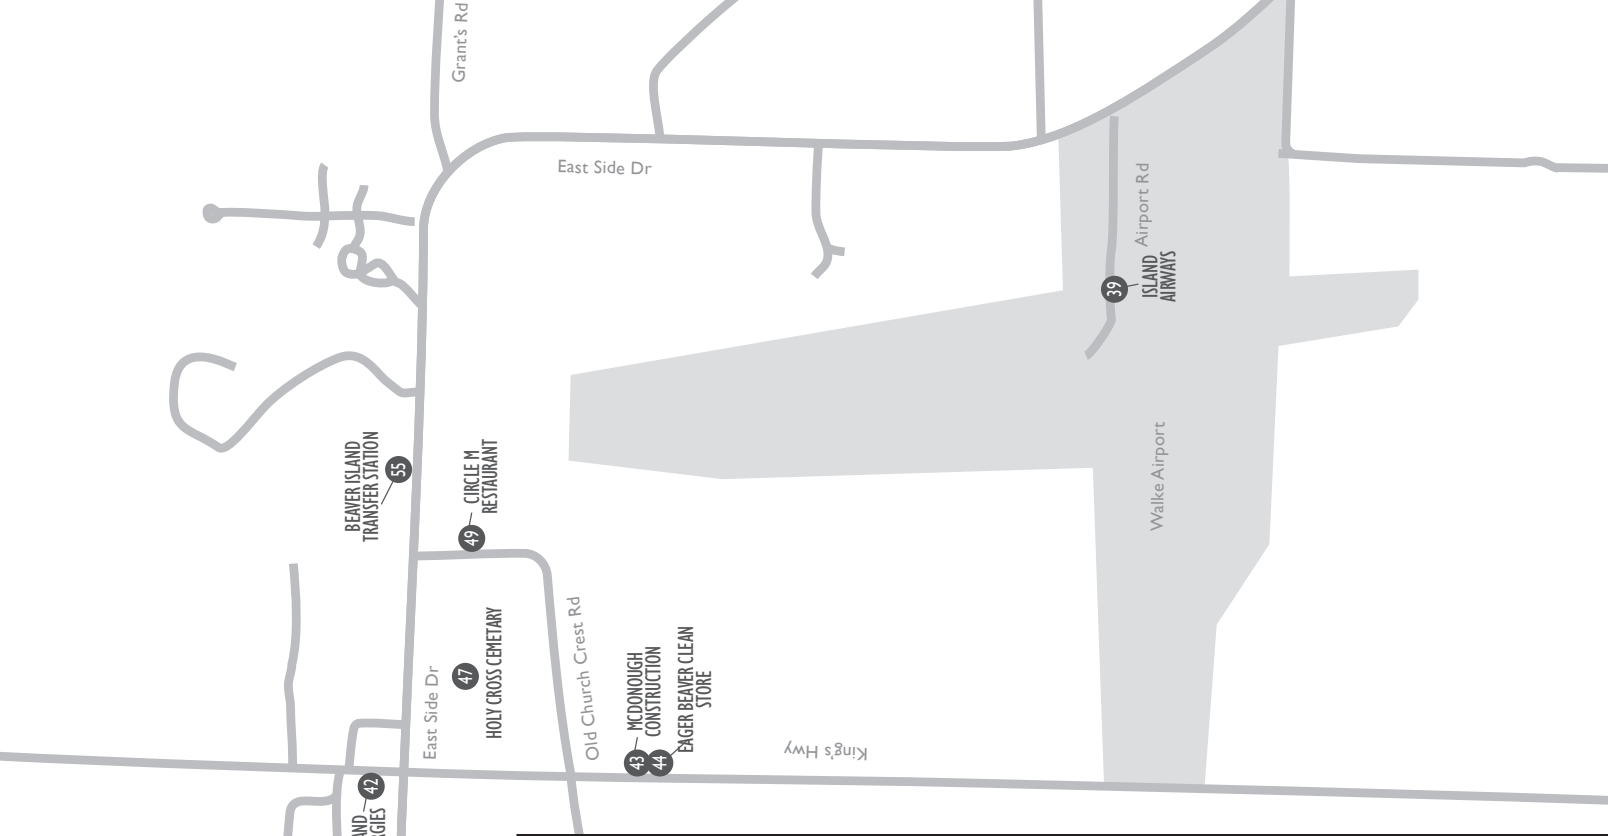 Grant's Rd
East Side Dr
Airport Rd
39
ISLAND
AIRWAYS
BEAVER ISLAND
TRANSFER STATION
55
CIRCLE M
RESTAURANT
49
Walke Airport
47
HOLY CROSS CEMETARY
East Side Dr
Old Church Crest Rd
MCDONOUGH
CONSTRUCTION
43
44
EAGER BEAVER CLEAN
STORE
King's Hwy
42